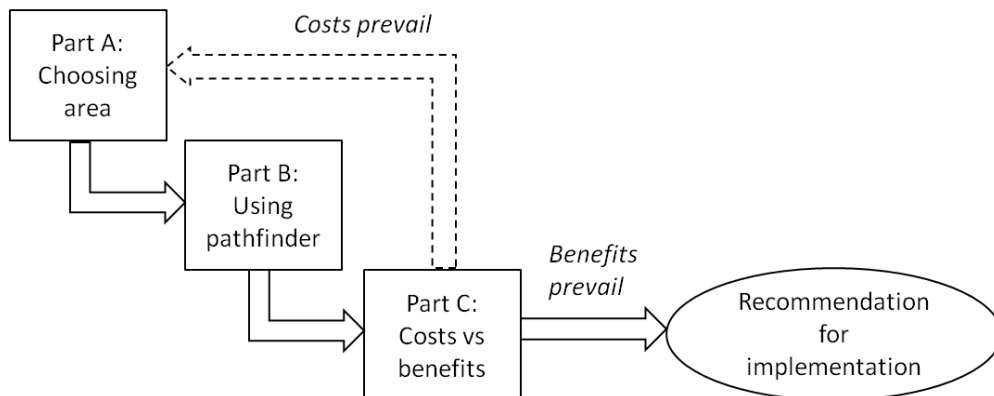 Costs prevail
Part A:
Choosing
area
Part B:
Using
pathfinder
Part C:
Costs vs
benefits
Benefits
prevail
Recommendation
for
implementation